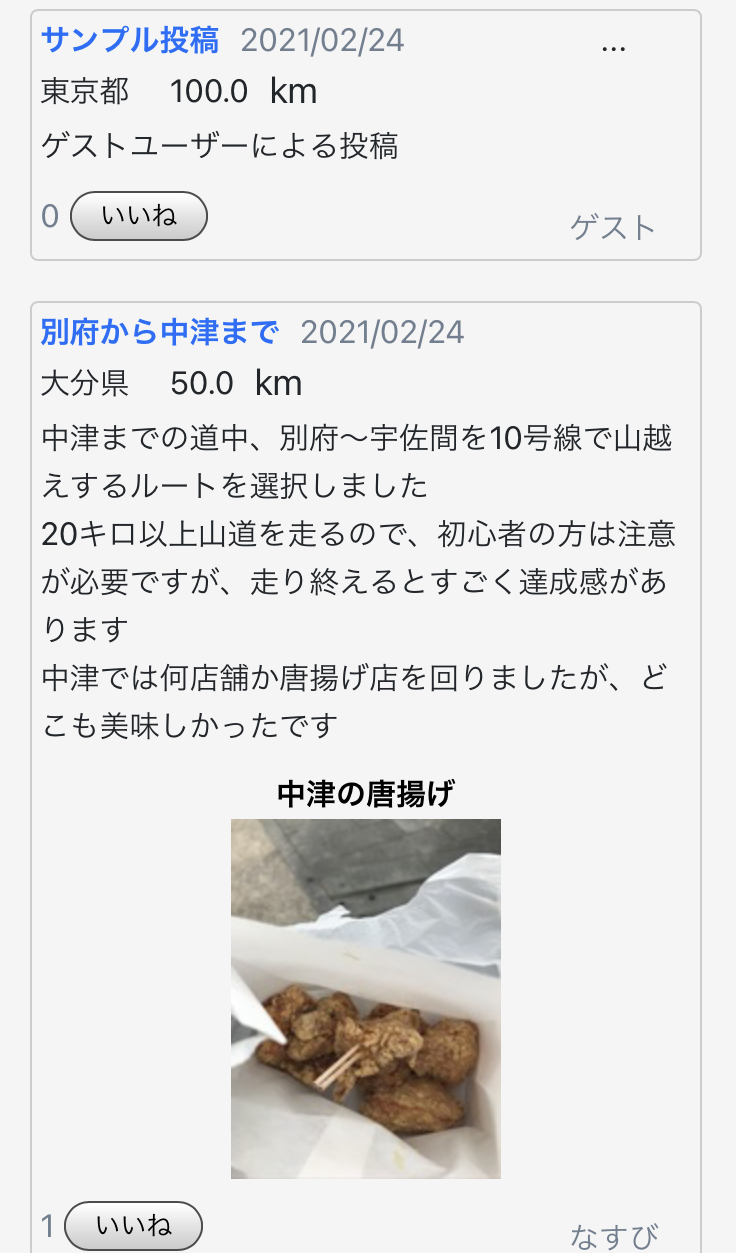 サンプル投稿 2021/02/24 ...
東京都 100.0 km
ゲストユーザーによる投稿
0 いいね ゲスト
別府から中津まで 2021/02/24
大分県 50.0 km
中津までの道中、別府〜宇佐間を10号線で山越
えするルートを選択しました
20キロ以上山道を走るので、初心者の方は注意
が必要ですが、走り終えるとすごく達成感があ
ります
中津では何店舗か唐揚げ店を回りましたが、ど
こも美味しかったです
中津の唐揚げ
1 いいね なすび